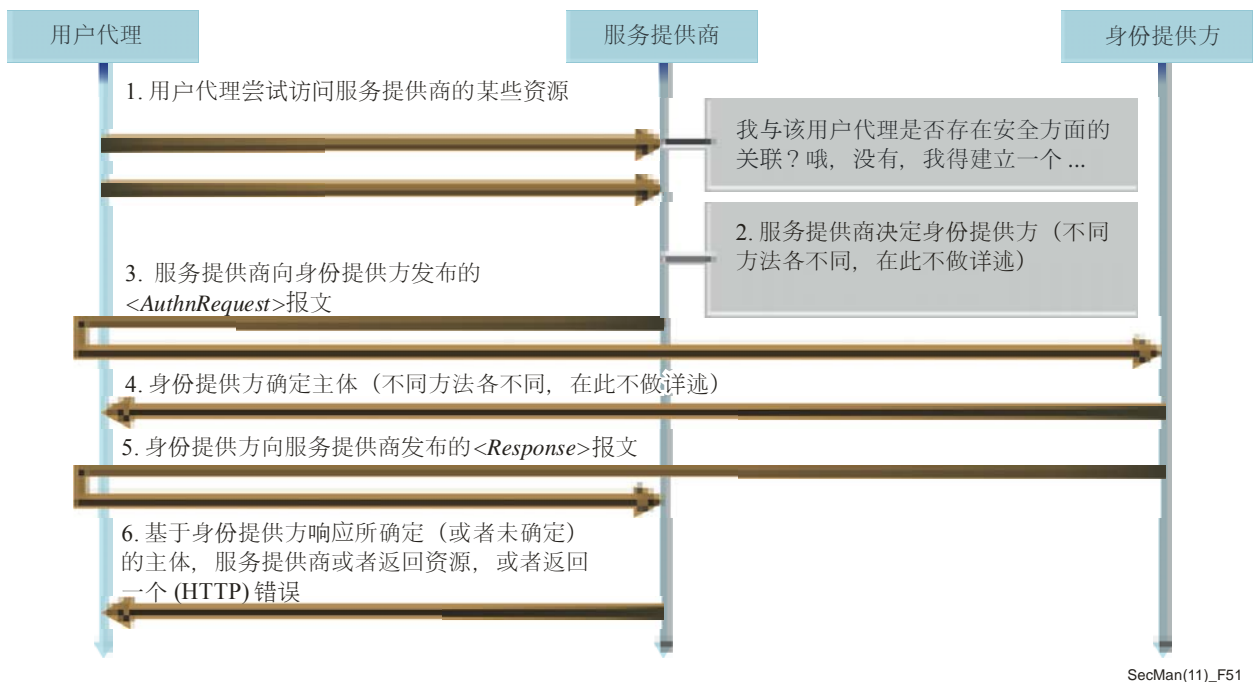 用户代理
服务提供商
身份提供方
1. 用户代理尝试访问服务提供商的某些资源
我与该用户代理是否存在安全方面的
关联？哦，没有，我得建立一个 ...
2. 服务提供商决定身份提供方（不同
方法各不同，在此不做详述）
3. 服务提供商向身份提供方发布的
<AuthnRequest>报文
4. 身份提供方确定主体（不同方法各不同，在此不做详述）
5. 身份提供方向服务提供商发布的<Response>报文
6. 基于身份提供方响应所确定（或者未确定）
的主体，服务提供商或者返回资源，或者返回
一个 (HTTP) 错误
SecMan(11)_F51